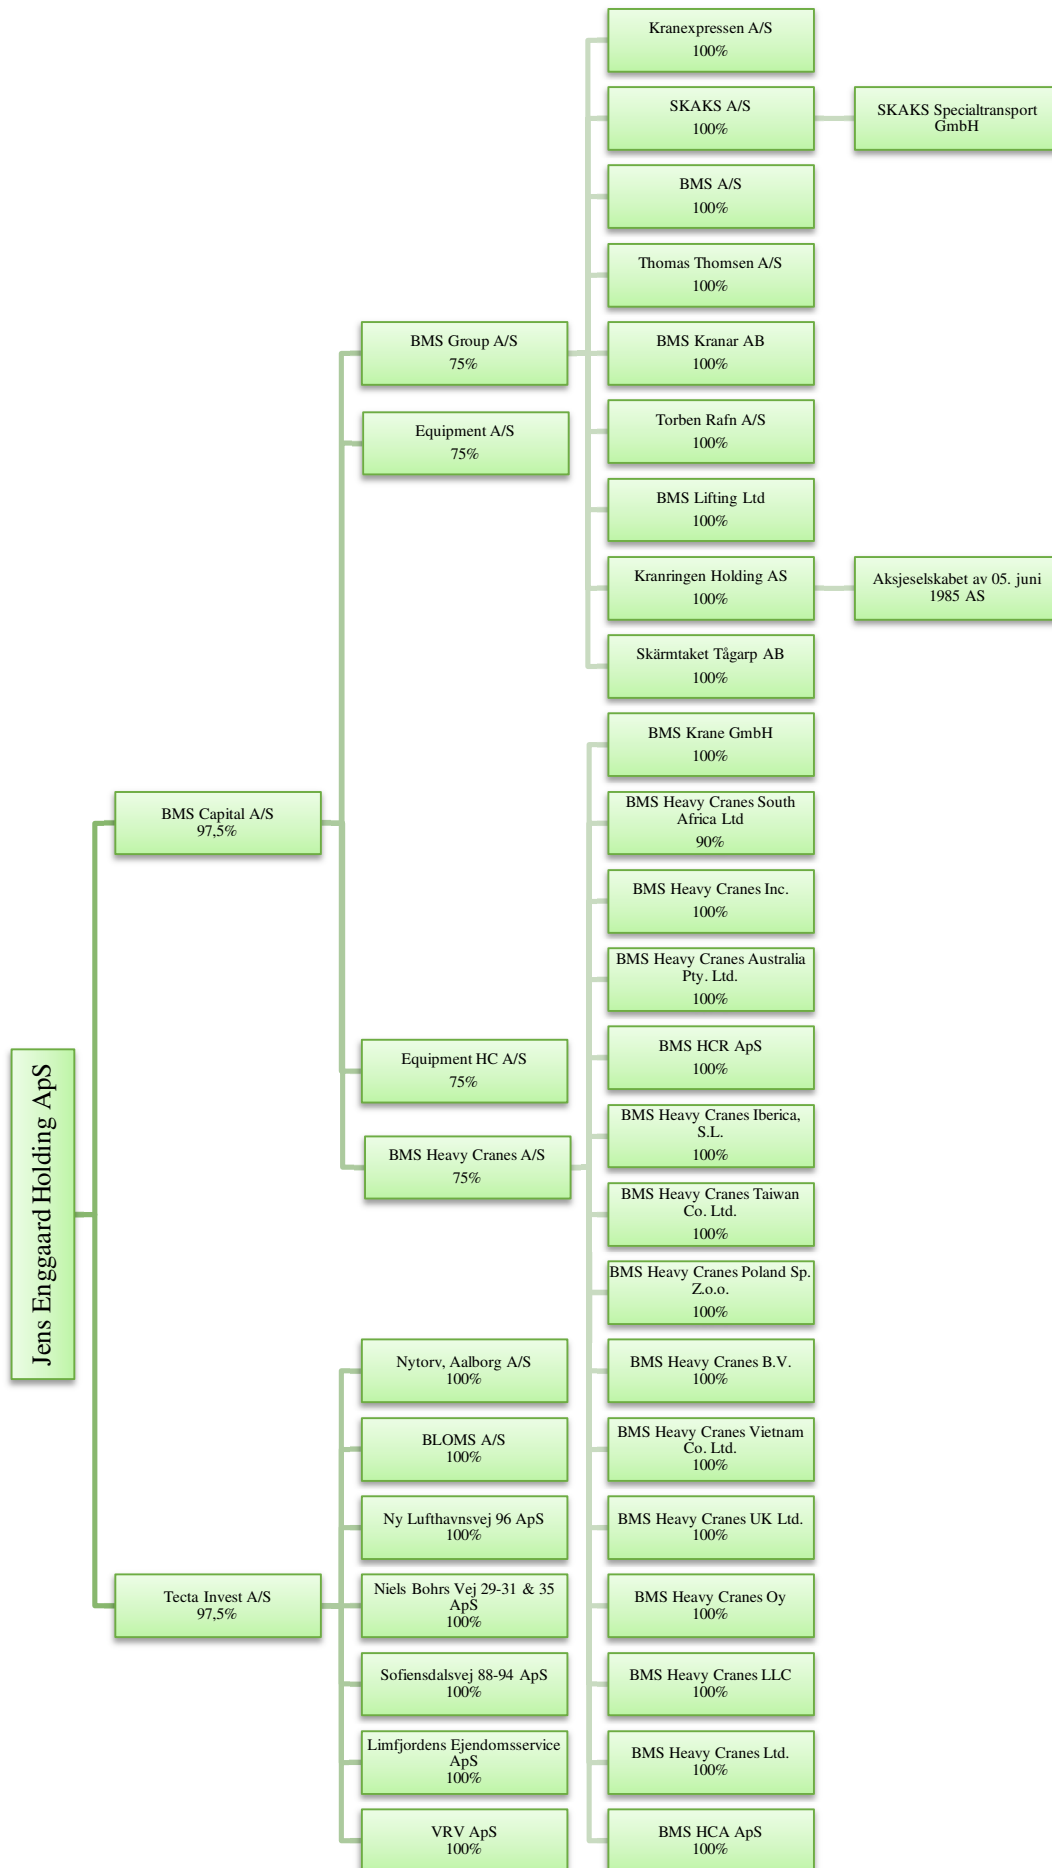 Jens Enggaard Holding ApS
BMS Capital A/S
97,5%
BMS Group A/S
75%
Kranexpressen A/S
100%
SKAKS A/S
100%
SKAKS Specialtransport
GmbH
BMS A/S
100%
Thomas Thomsen A/S
100%
BMS Kranar AB
100%
Torben Rafn A/S
100%
BMS Lifting Ltd
100%
Kranringen Holding AS
100%
Aksjeselskabet av 05. juni
1985 AS
Skärmtaket Tågarp AB
100%
Equipment A/S
75%
Equipment HC A/S
75%
BMS Heavy Cranes A/S
75%
BMS Krane GmbH
100%
BMS Heavy Cranes South
Africa Ltd
90%
BMS Heavy Cranes Inc.
100%
BMS Heavy Cranes Australia
Pty. Ltd.
100%
BMS HCR ApS
100%
BMS Heavy Cranes Iberica,
S.L.
100%
BMS Heavy Cranes Taiwan
Co. Ltd.
100%
BMS Heavy Cranes Poland Sp.
Z.o.o.
100%
BMS Heavy Cranes B.V.
100%
BMS Heavy Cranes Vietnam
Co. Ltd.
100%
BMS Heavy Cranes UK Ltd.
100%
BMS Heavy Cranes Oy
100%
BMS Heavy Cranes LLC
100%
BMS Heavy Cranes Ltd.
100%
BMS HCA ApS
100%
Tecta Invest A/S
97,5%
Nytorv, Aalborg A/S
100%
BLOMS A/S
100%
Ny Lufthavnsvej 96 ApS
100%
Niels Bohrs Vej 29-31 & 35
ApS
100%
Sofiensdalsvej 88-94 ApS
100%
Limfjordens Ejendomsservice
ApS
100%
VRV ApS
100%